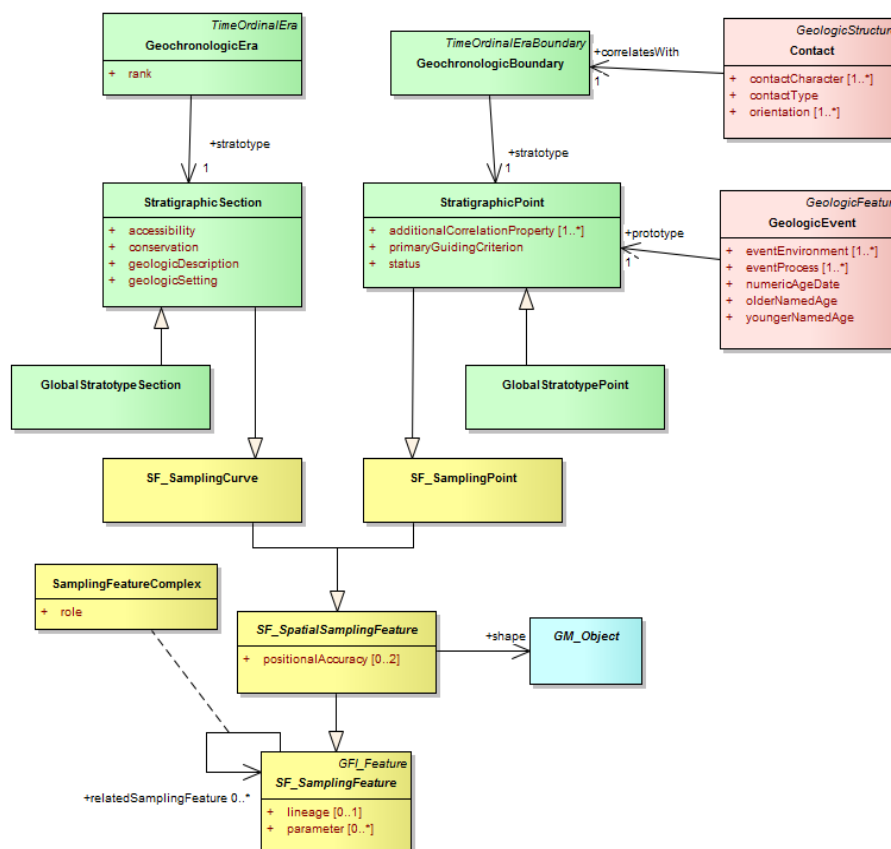 TimeOrdinalEra
GeochronologicEra
+ rank
TimeOrdinalEraBoundary
GeochronologicBoundary
+correlatesWith
1
GeologicStructu
Contact
+ contactCharacter [1..*]
+ contactType
+ orientation [1..*]
+stratotype
1
+stratotype
1
StratigraphicSection
+ accessibility
+ conservation
+ geologicDescription
+ geologicSetting
StratigraphicPoint
+ additionalCorrelationProperty [1..*]
+ primaryGuidingCriterion
+ status
+prototype
1
GeologicFeatur
GeologicEvent
+ eventEnvironment [1..*]
+ eventProcess [1..*]
+ numericAgeDate
+ olderNamedAge
+ youngerNamedAge
GlobalStratotypeSection
GlobalStratotypePoint
SF_SamplingCurve
SF_SamplingPoint
SamplingFeatureComplex
+ role
SF_SpatialSamplingFeature
+ positionalAccuracy [0..2]
+shape
GM_Object
+relatedSamplingFeature 0..*
GFI_Feature
SF_SamplingFeature
+ lineage [0..1]
+ parameter [0..*]